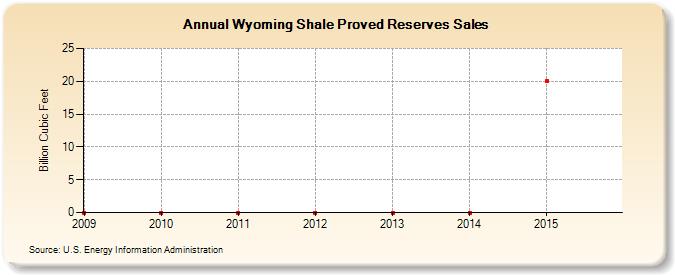 Annual Wyoming Shale Proved Reserves Sales
Billion Cubic Feet
25
20
15
10
5
0
2009 2010 2011 2012 2013 2014 2015
Source: U.S. Energy Information Administration